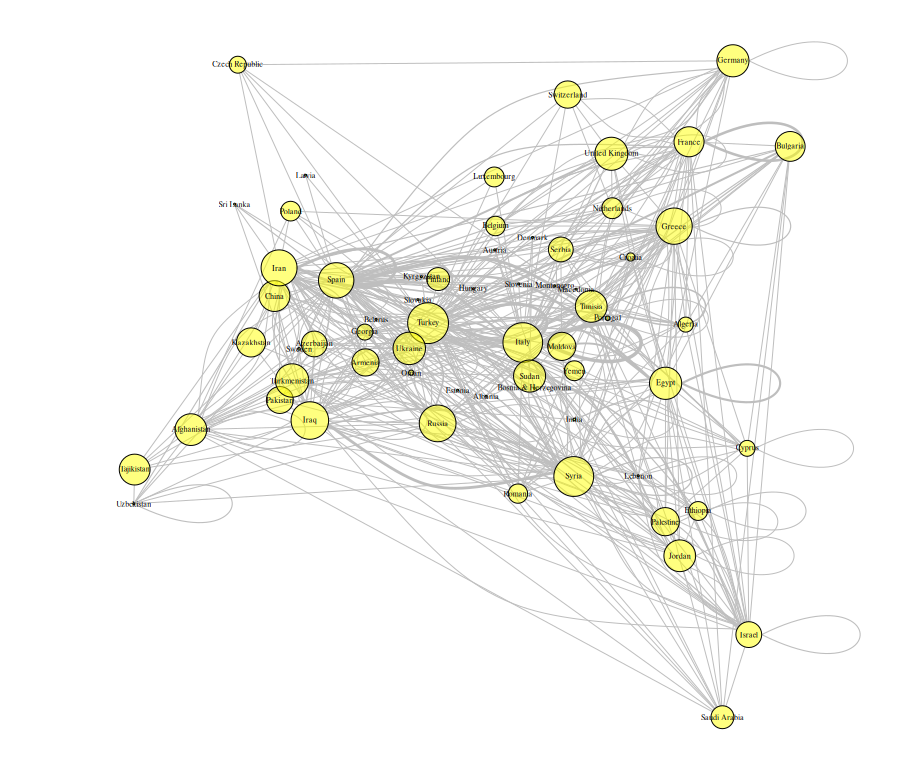 Germany
Czech Republic
Switzerland
France
Bulgaria
United Kingdom
Latvia
Luxembourg
Sri Lanka
Poland
Netherlands
Belgium
Greece
Denmark
Austria
Serbia
Croatia
Iran
Spain
Kyrgyzstan
Finland
Slovenia
Montenegro
Macedonia
Hungary
China
Slovakia
Tunisia
Portugal
Belarus
Turkey
Algeria
Georgia
Kazakhstan
Azerbaijan
Sweden
Ukraine
Italy
Moldova
Armenia
Oman
Yemen
Sudan
Turkmenistan
Egypt
Bosnia & Herzegovina
Estonia
Albania
Pakistan
Iraq
India
Russia
Afghanistan
Cyprus
Tajikistan
Syria
Lebanon
Romania
Uzbekistan
Ethiopia
Palestine
Jordan
Israel
Saudi Arabia